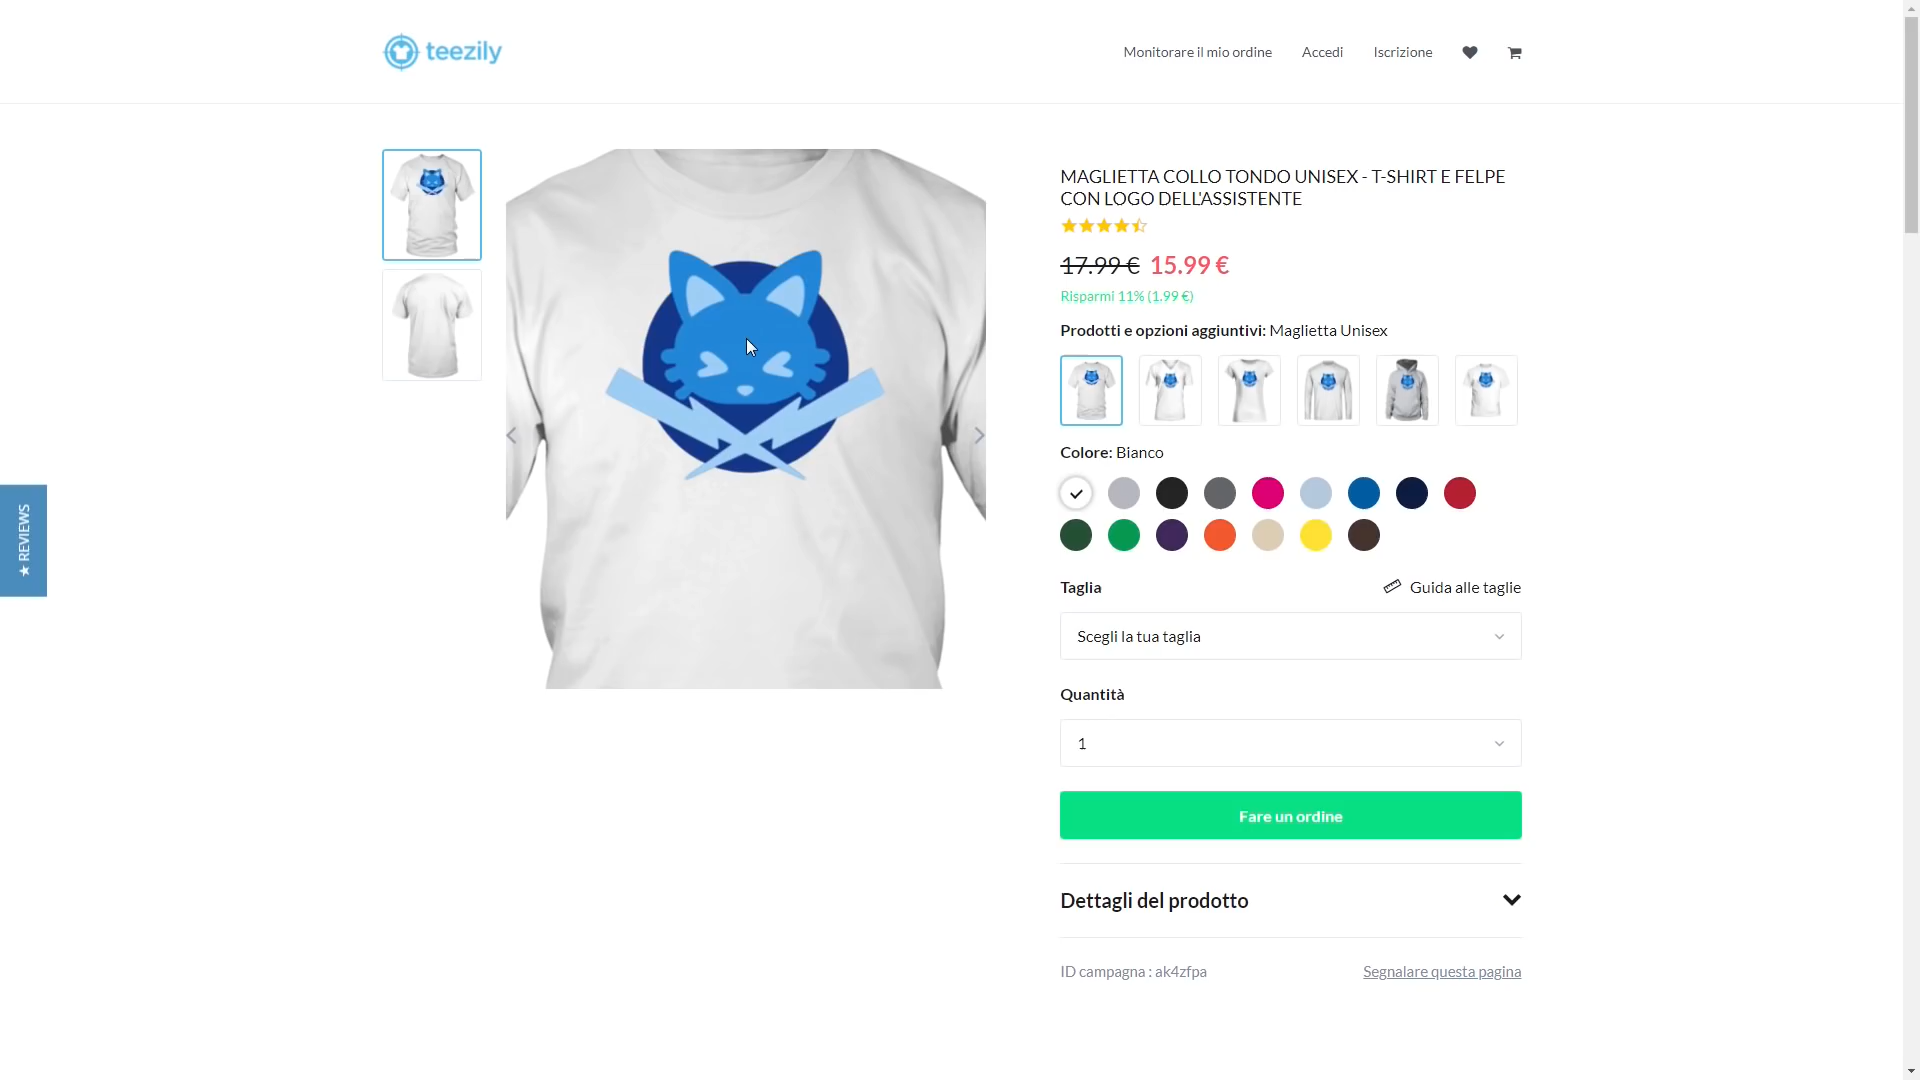 teezily
Monitorare il mio ordine
Accedi
Iscrizione
MAGLIETTA COLLO TONDO UNISEX - T-SHIRT E FELPE
CON LOGO DELL'ASSISTENTE
17.99 € 15.99 €
Risparmi 11% (1.99 €)
Prodotti e opzioni aggiuntivi: Maglietta Unisex
Colore: Bianco
★ REVIEWS
Taglia
Guida alle taglie
Scegli la tua taglia
Quantità
1
Fare un ordine
Dettagli del prodotto
ID campagna : ak4zfpa
Segnalare questa pagina